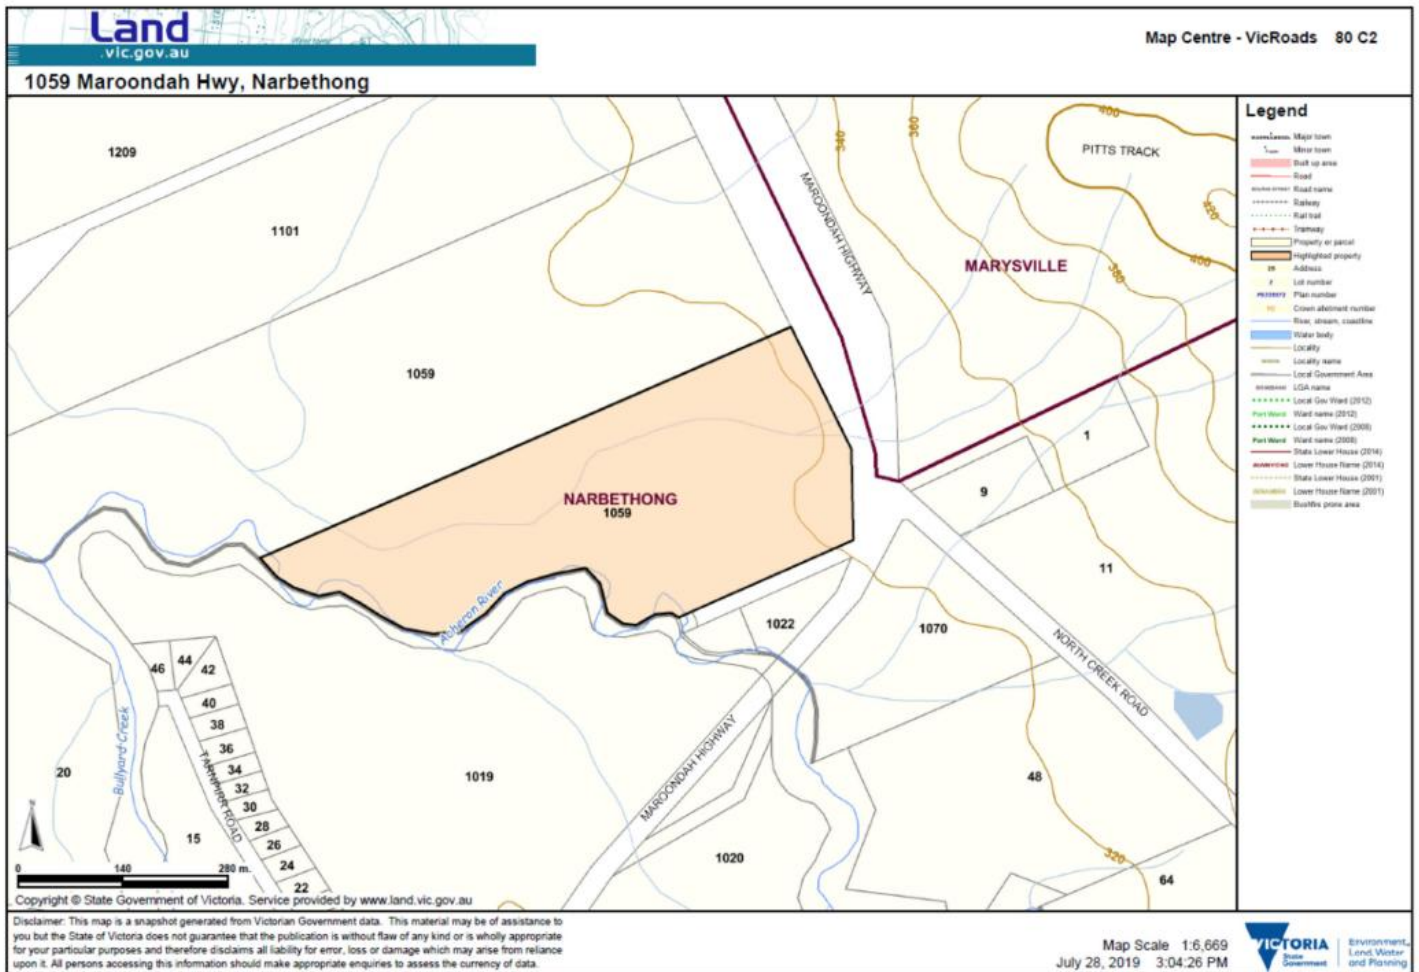 Land
.vic.gov.au
Map Centre - VicRoads 80 C2
1059 Maroondah Hwy, Narbethong
1209
1101
1059
NARBETHONG
1059
MAROONDAH HIGHWAY
340
360
400
PITTS TRACK
420
400
380
MARYSVILLE
1
9
11
1022
1070
NORTH CREEK ROAD
Acheron River
46
44
42
40
38
36
34
32
30
28
26
24
22
TARNPIRR ROAD
Bullyard Creek
20
15
1019
MAROONDAH HIGHWAY
1020
48
320
64
0 140 280 m.
Copyright © State Government of Victoria. Service provided by www.land.vic.gov.au
Legend
Major town
Minor town
Built up area
Road
Road name
Railway
Rail trail
Tramway
Property or parcel
Highlighted property
28 Address
2 Lot number
Plan number
Crown allotment number
River, stream, coastline
Water body
Locality
Locality name
Local Government Area
LGA name
Local Gov Ward (2012)
Port Ward Ward name (2012)
Local Gov Ward (2008)
Port Ward Ward name (2008)
State Lower House (2014)
Lower House Name (2014)
State Lower House (2001)
Lower House Name (2001)
Bushfire prone area
Disclaimer: This map is a snapshot generated from Victorian Government data. This material may be of assistance to
you but the State of Victoria does not guarantee that the publication is without flaw of any kind or is wholly appropriate
for your particular purposes and therefore disclaims all liability for error, loss or damage which may arise from reliance
upon it. All persons accessing this information should make appropriate enquiries to assess the currency of data.
Map Scale 1:6,669
July 28, 2019 3:04:26 PM
VICTORIA
State
Government
Environment,
Land, Water
and Planning